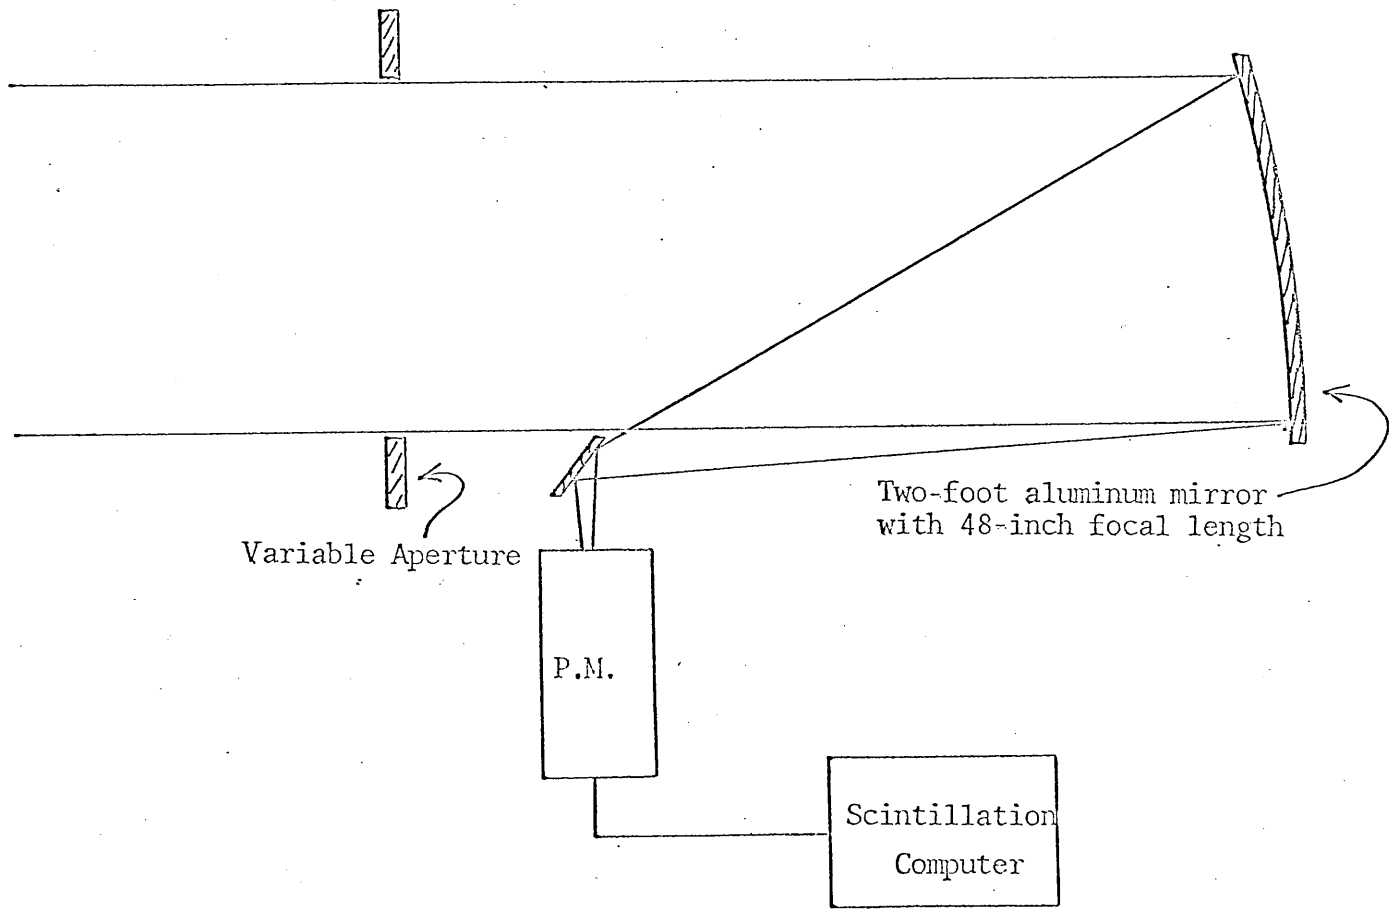 Two-foot aluminum mirror
with 48-inch focal length
Variable Aperture
P.M.
Scintillation
Computer